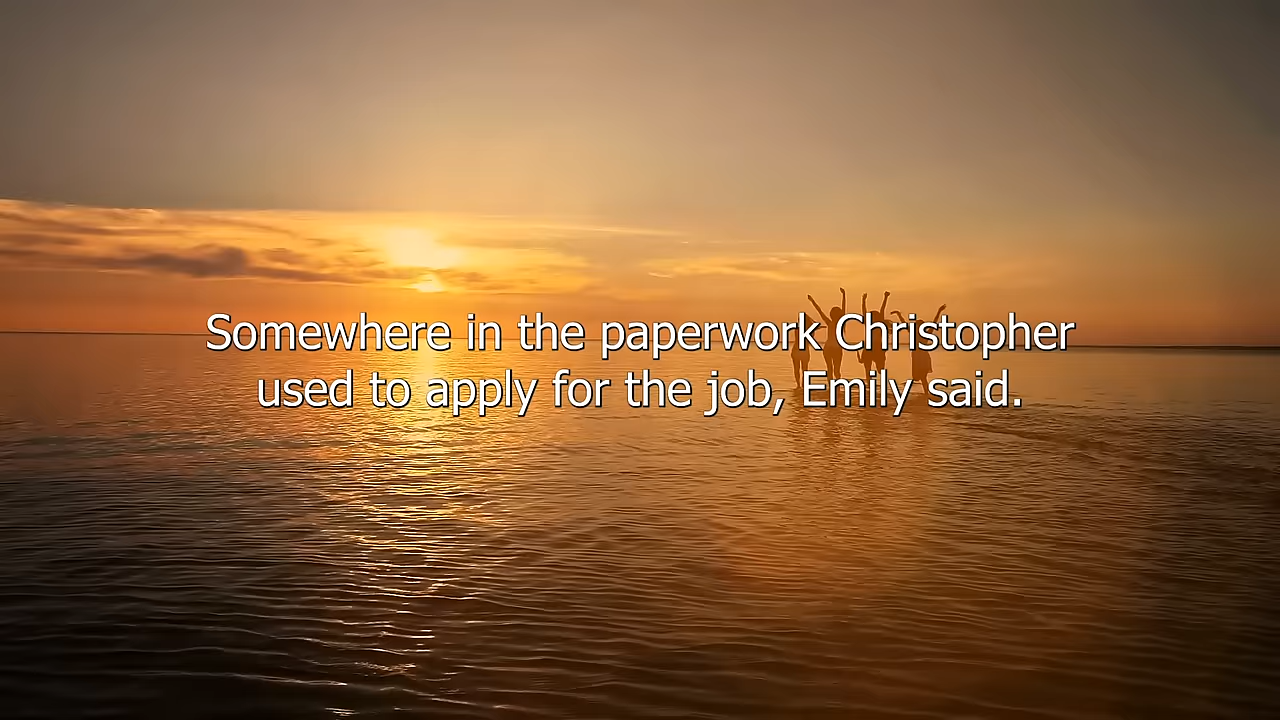 Somewhere in the paperwork Christopher
used to apply for the job, Emily said.